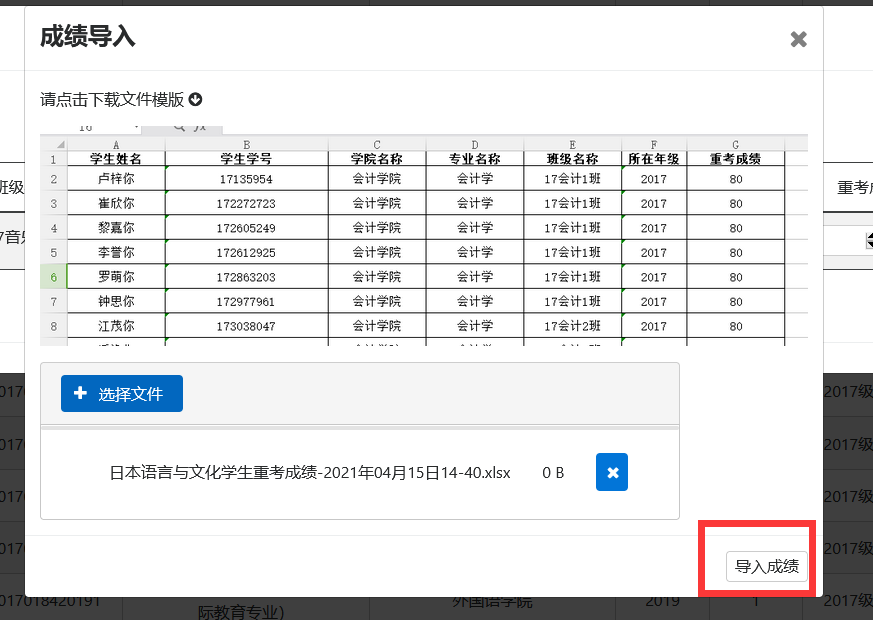 成绩导入
请点击下载文件模版
A B C D E F G
1 学生姓名 学生学号 学院名称 专业名称 班级名称 所在年级 重考成绩
2 卢梓你 17135954 会计学院 会计学 17会计1班 2017 80
3 崔欣你 172272723 会计学院 会计学 17会计1班 2017 80
4 黎嘉你 172605249 会计学院 会计学 17会计1班 2017 80
5 李誉你 172612925 会计学院 会计学 17会计1班 2017 80
6 罗萌你 172863203 会计学院 会计学 17会计1班 2017 80
7 钟思你 172977961 会计学院 会计学 17会计1班 2017 80
8 江茂你 173038047 会计学院 会计学 17会计2班 2017 80
班级
重考
选择文件
2017级
日本语言与文化学生重考成绩-2021年04月15日14-40.xlsx 0 B
2017级
2017级
2017级
导入成绩
017018420191 外国语学院 2019 1 2017级
际教育专业）